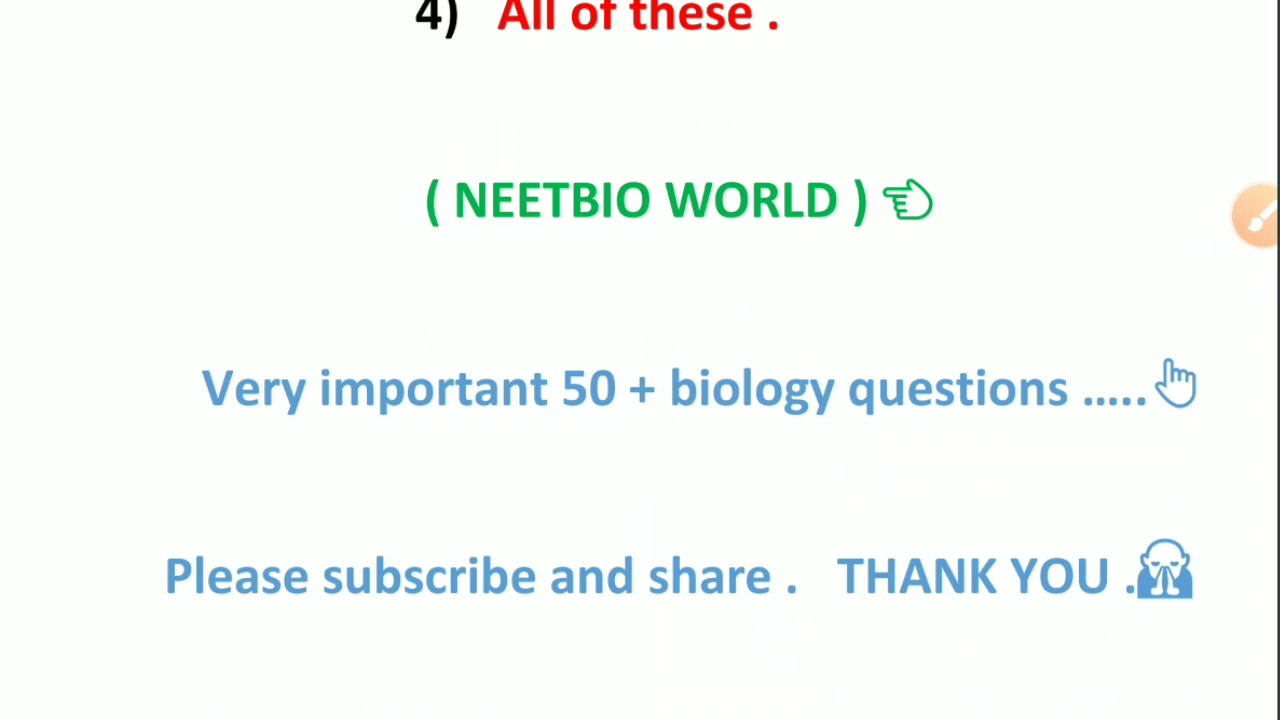 4) All of these .
( NEETBIO WORLD )
Very important 50 + biology questions .....
Please subscribe and share . THANK YOU .